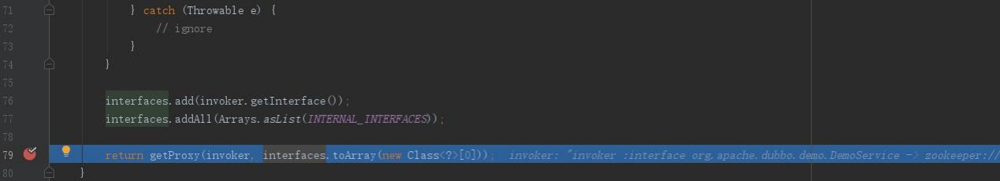 71 } catch (Throwable e) {
72 // ignore
73 }
74 }
75
76 interfaces.add(invoker.getInterface());
77 interfaces.addAll(Arrays.asList(INTERNAL_INTERFACES));
78
79 return getProxy(invoker, interfaces.toArray(new Class<?>[0])); invoker: "invoker :interface org.apache.dubbo.demo.DemoService -> zookeeper://
80 }